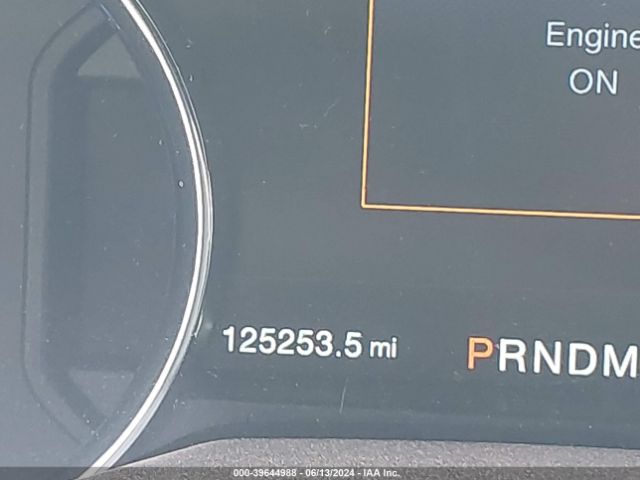 Engine
ON
125253.5 mi
PRNDM
000-39644988 - 06/13/2024 - IAA Inc.